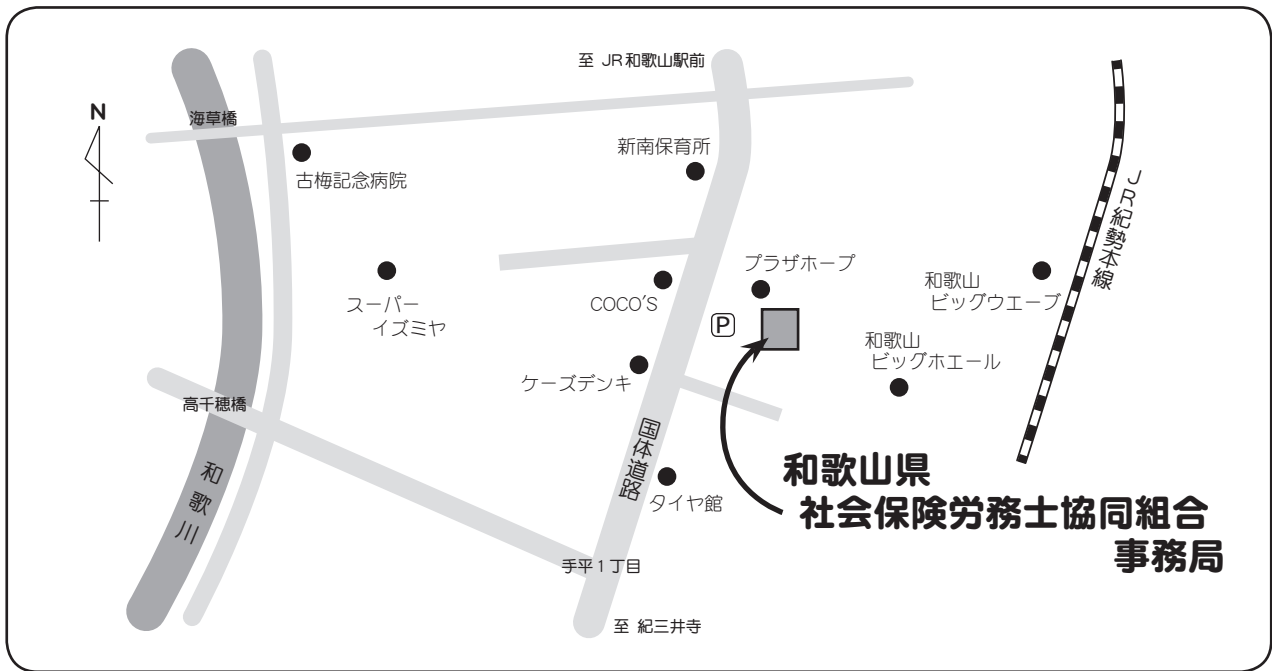 至 JR和歌山駅前
N
海草橋
新南保育所
古梅記念病院
JR紀勢本線
プラザホープ
和歌山
ビッグウエーブ
スーパー
イズミヤ
COCO'S
P
和歌山
ビッグホエール
ケーズデンキ
高千穂橋
国体道路
和歌川
タイヤ館
和歌山県
社会保険労務士協同組合
事務局
手平1丁目
至 紀三井寺